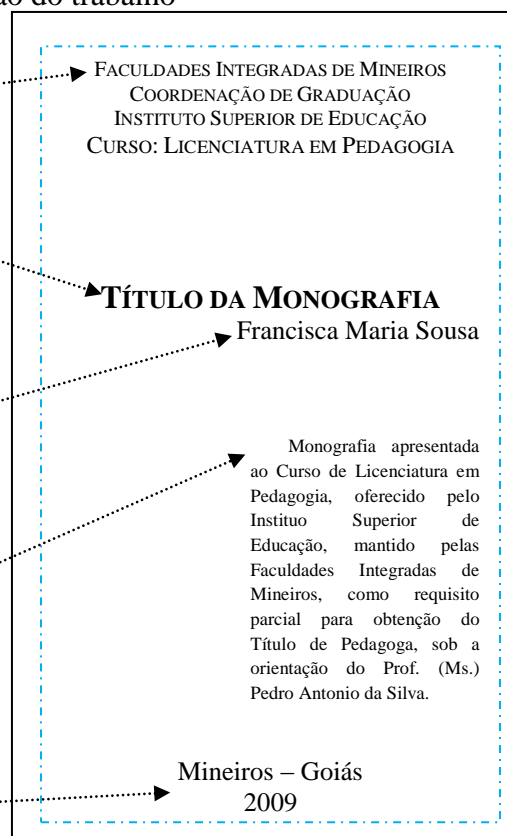 do trabalho
FACULDADES INTEGRADAS DE MINEIROS
COORDENAÇÃO DE GRADUAÇÃO
INSTITUTO SUPERIOR DE EDUCAÇÃO
CURSO: LICENCIATURA EM PEDAGOGIA
TÍTULO DA MONOGRAFIA
Francisca Maria Sousa
Monografia apresentada
ao Curso de Licenciatura em
Pedagogia, oferecido pelo
Instituo Superior de
Educação, mantido pelas
Faculdades Integradas de
Mineiros, como requisito
parcial para obtenção do
Título de Pedagoga, sob a
orientação do Prof. (Ms.)
Pedro Antonio da Silva.
Mineiros – Goiás
2009